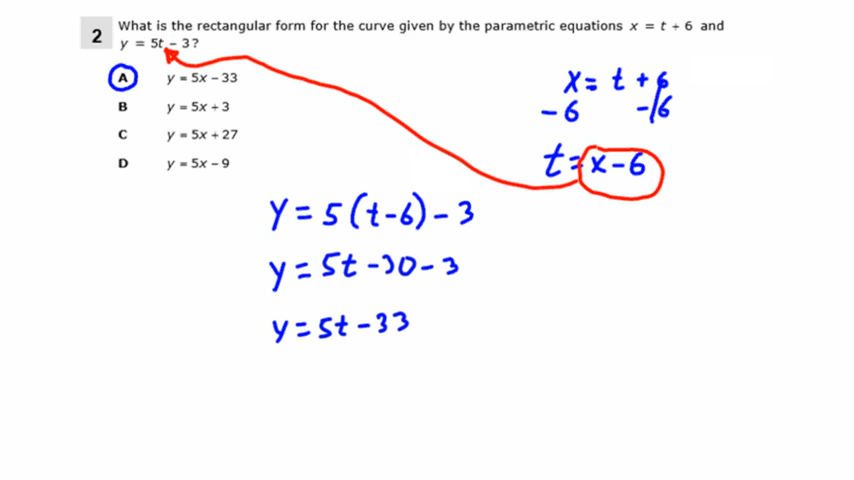 2 What is the rectangular form for the curve given by the parametric equations x = t + 6 and
y = 5t – 3?
A y = 5x – 33
B y = 5x + 3
C y = 5x + 27
D y = 5x – 9
x = t + 6
-6 -6
t = x - 6
y = 5(t-6) - 3
y = 5t - 30 - 3
y = 5t - 33